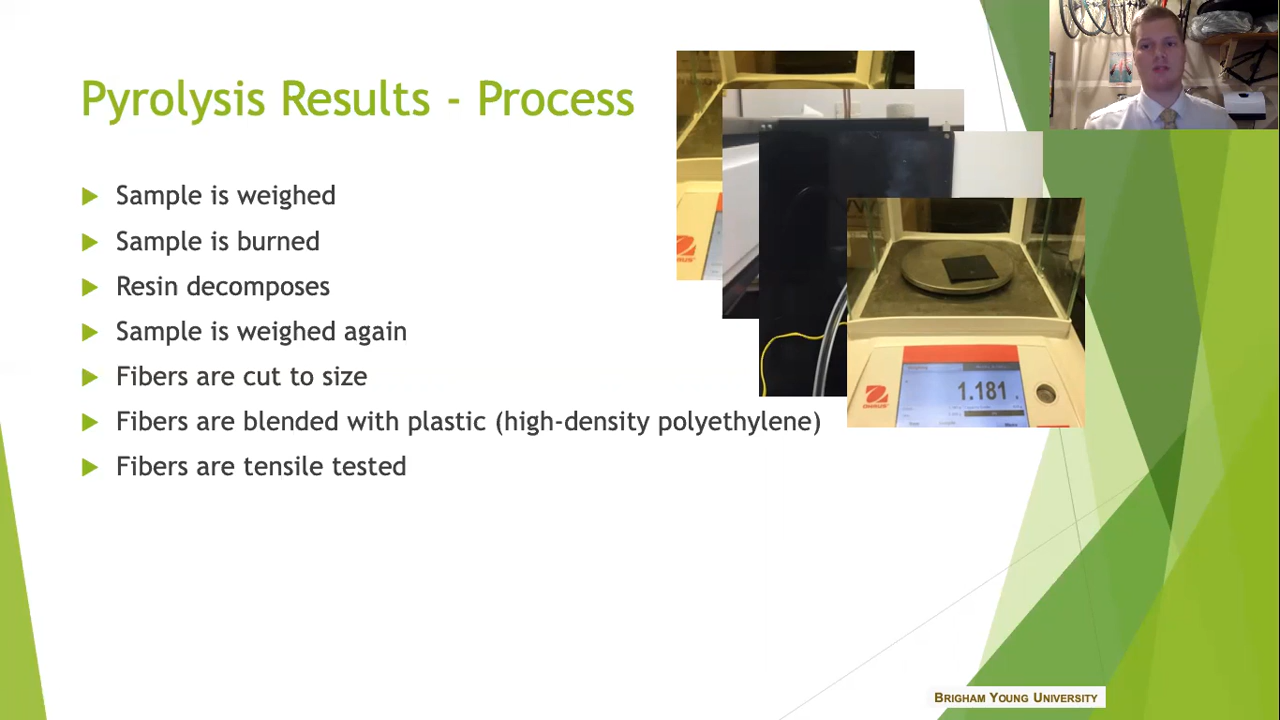 Pyrolysis Results - Process
Sample is weighed
Sample is burned
Resin decomposes
Sample is weighed again
Fibers are cut to size
Fibers are blended with plastic (high-density polyethylene)
Fibers are tensile tested
1.181
OHAUS
BRIGHAM YOUNG UNIVERSITY